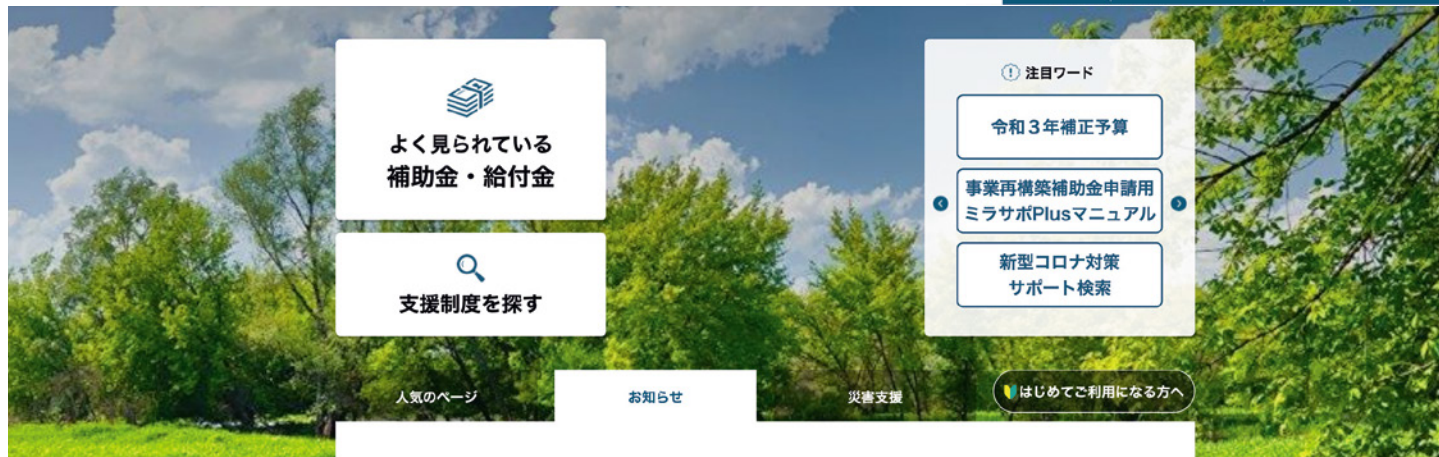 よく見られている
補助金・給付金
支援制度を探す
注目ワード
令和３年補正予算
事業再構築補助金申請用
ミラサポPlusマニュアル
新型コロナ対策
サポート検索
人気のページ
お知らせ
災害支援
はじめてご利用になる方へ